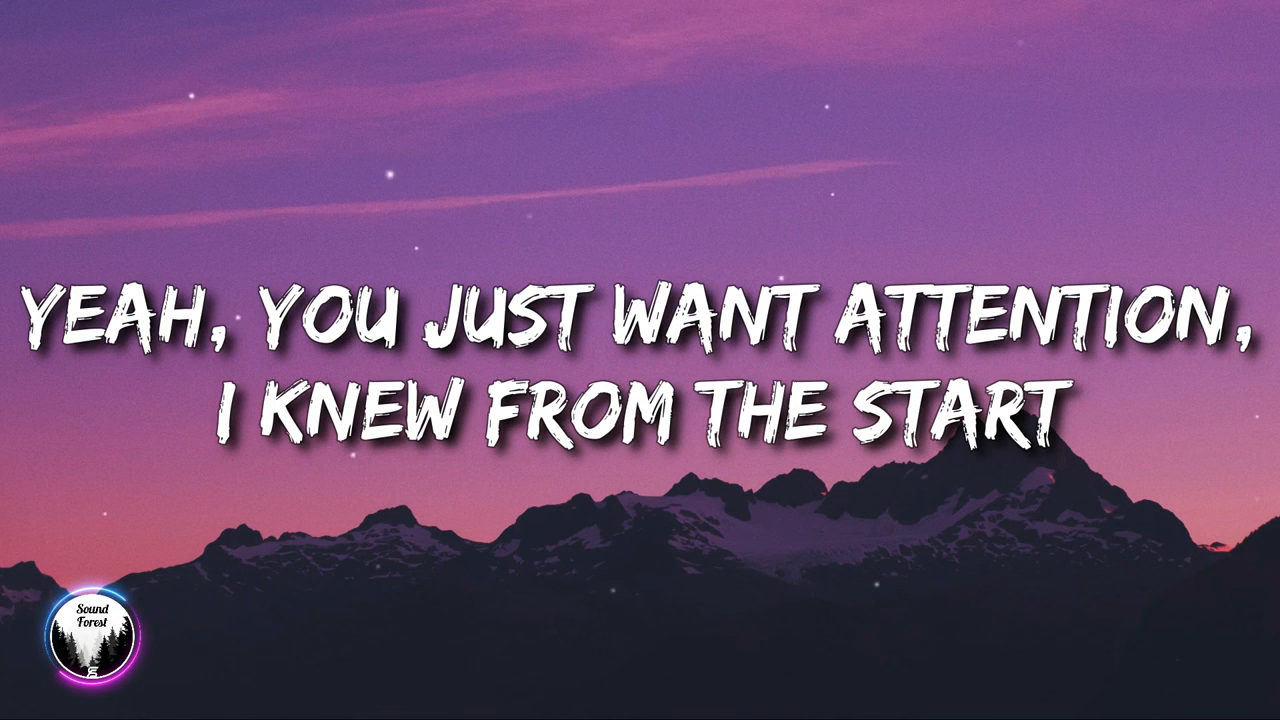 YEAH, YOU JUST WANT ATTENTION,
I KNEW FROM THE START
Sound
Forest